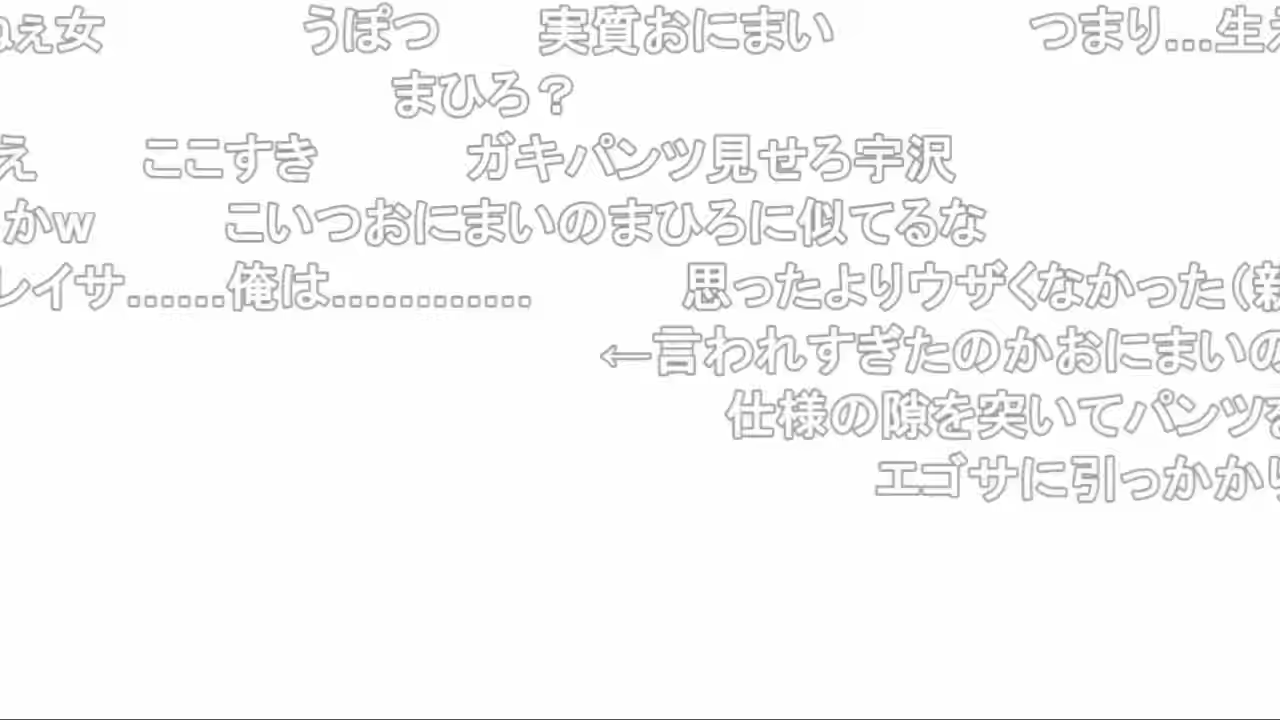 ねぇ女 うぽつ 実質おにまい つまり...生え
まひろ？
え ここすき ガキパンツ見せろ宇沢
かw こいつおにまいのまひろに似てるな
レイサ......俺は............ 思ったよりウザくなかった（新
←言われすぎたのかおにまいの
仕様の隙を突いてパンツを
エゴサに引っかかり